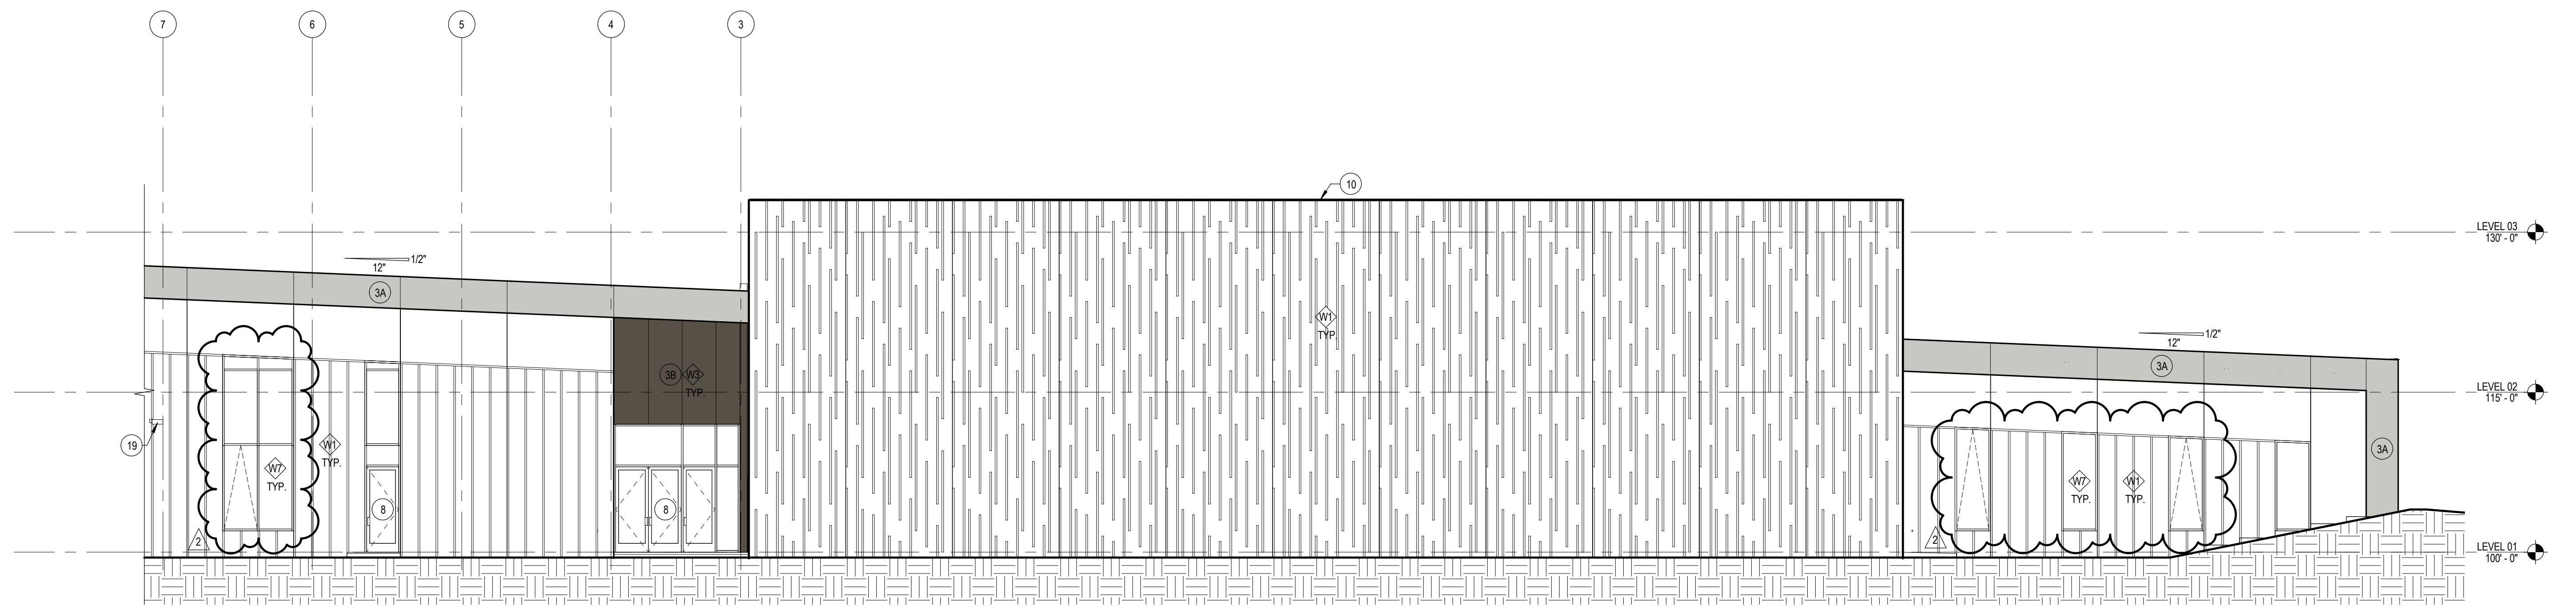 7
6
5
4
3
10
LEVEL 03
130' - 0"
1/2"
12"
3A
W1
TYP.
1/2"
12"
3A
3B
W3
TYP.
LEVEL 02
115' - 0"
19
W1
TYP.
W7
TYP.
3A
8
8
W7
TYP.
W1
TYP.
2
2
LEVEL 01
100' - 0"